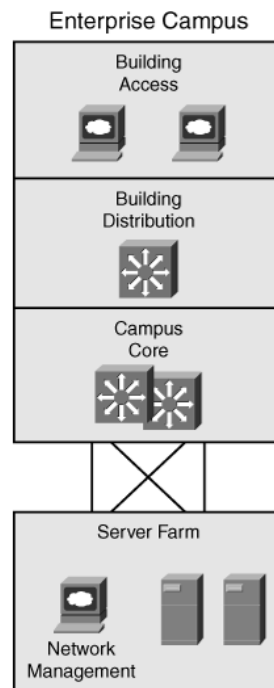 Enterprise Campus
Building
Access
Building
Distribution
Campus
Core
Server Farm
Network
Management